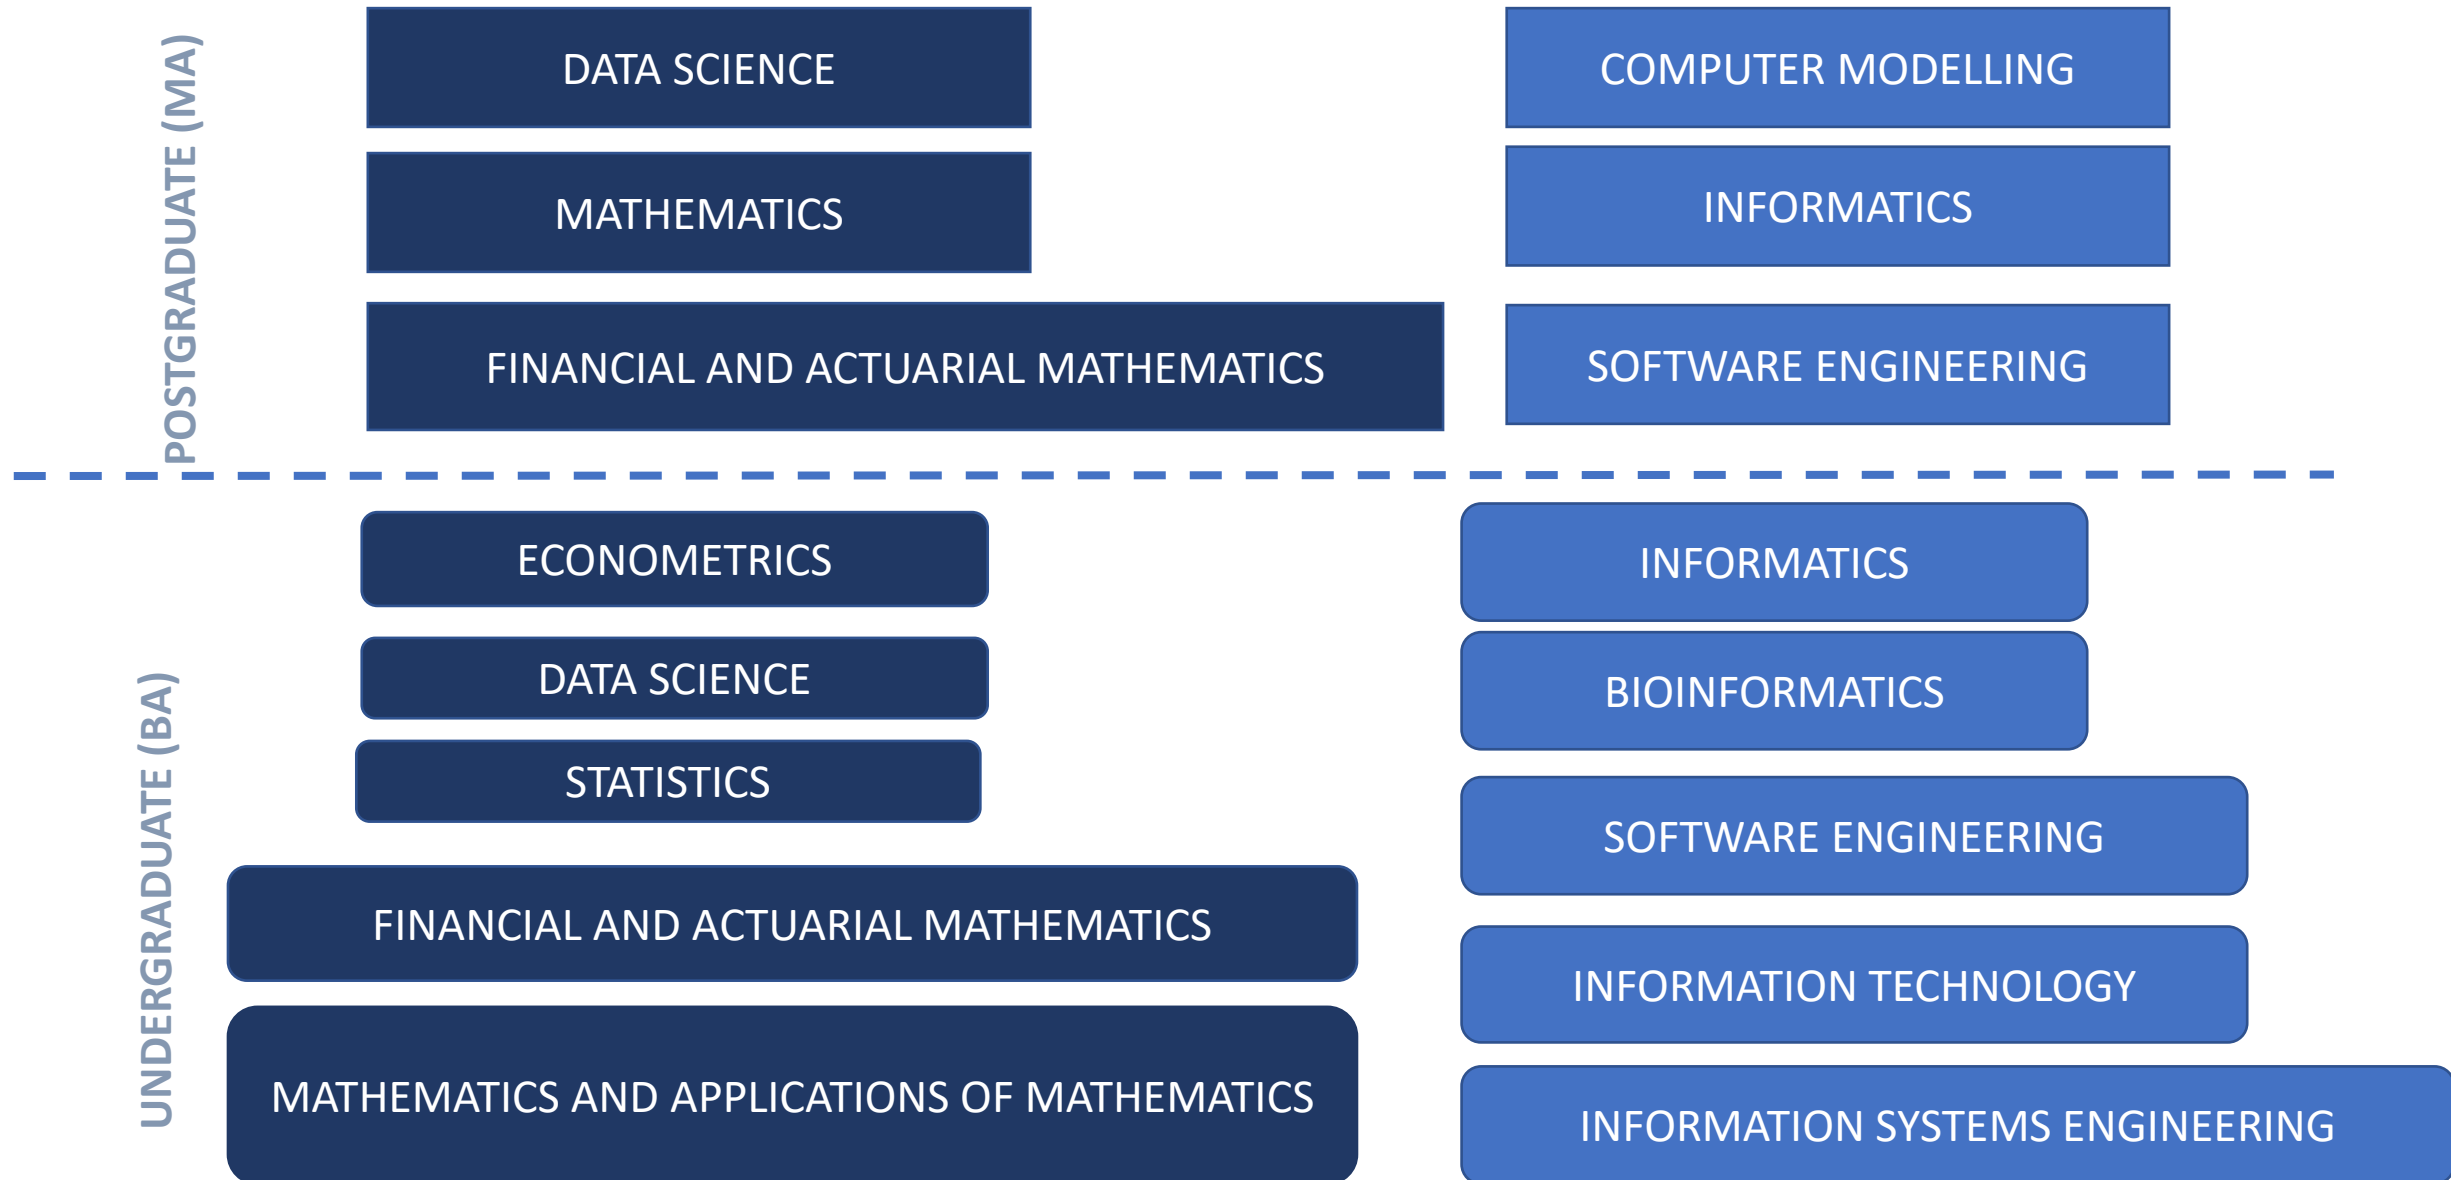 POSTGRADUATE (MA)
DATA SCIENCE
MATHEMATICS
FINANCIAL AND ACTUARIAL MATHEMATICS
COMPUTER MODELLING
INFORMATICS
SOFTWARE ENGINEERING
UNDERGRADUATE (BA)
ECONOMETRICS
DATA SCIENCE
STATISTICS
FINANCIAL AND ACTUARIAL MATHEMATICS
MATHEMATICS AND APPLICATIONS OF MATHEMATICS
INFORMATICS
BIOINFORMATICS
SOFTWARE ENGINEERING
INFORMATION TECHNOLOGY
INFORMATION SYSTEMS ENGINEERING